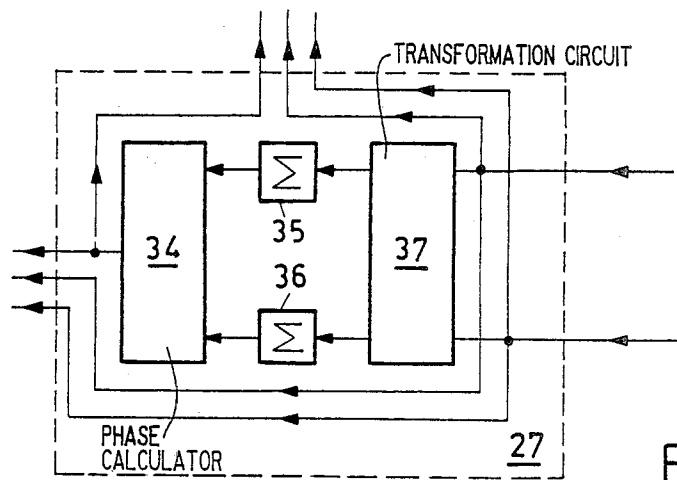 TRANSFORMATION CIRCUIT
34
Σ
35
37
36
Σ
PHASE
CALCULATOR
27